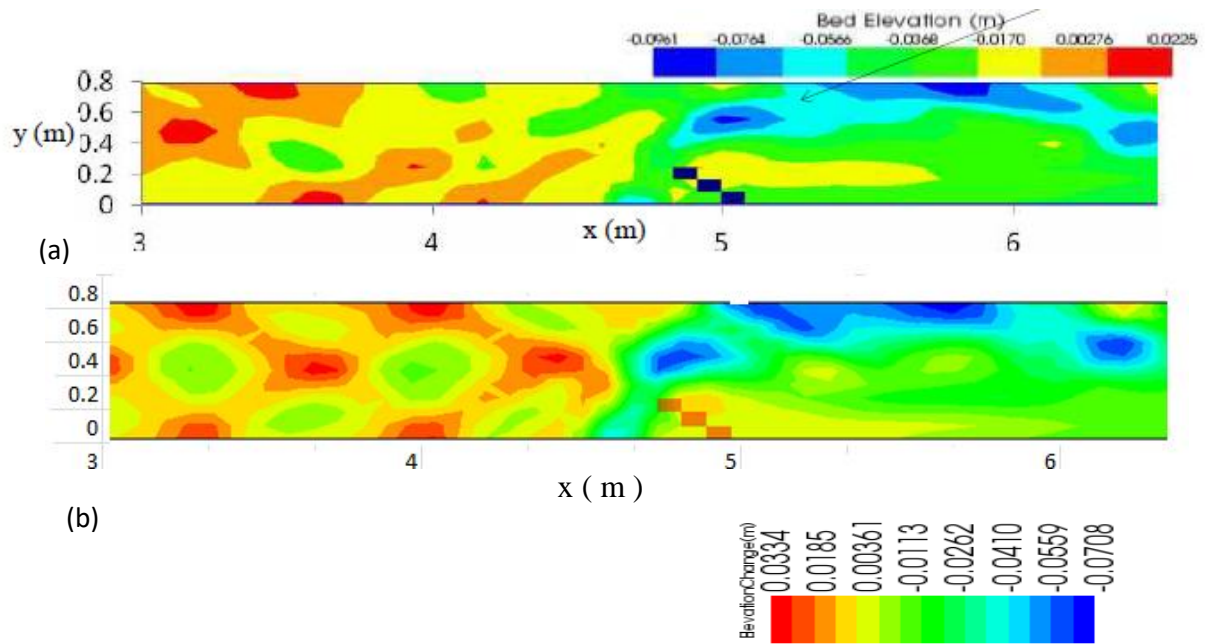 Bed Elevation (m)
-0.0961 -0.0764 -0.0566 -0.0368 -0.0170 0.00276 0.0225
0.8
0.6
y (m) 0.4
0.2
0
3 4 x (m) 5 6
(a)
0.8
0.6
0.4
0.2
0
3 4 5 6
x ( m )
(b)
BevationChange(m)
0.0334
0.0185
0.00361
-0.0113
-0.0262
-0.0410
-0.0559
-0.0708